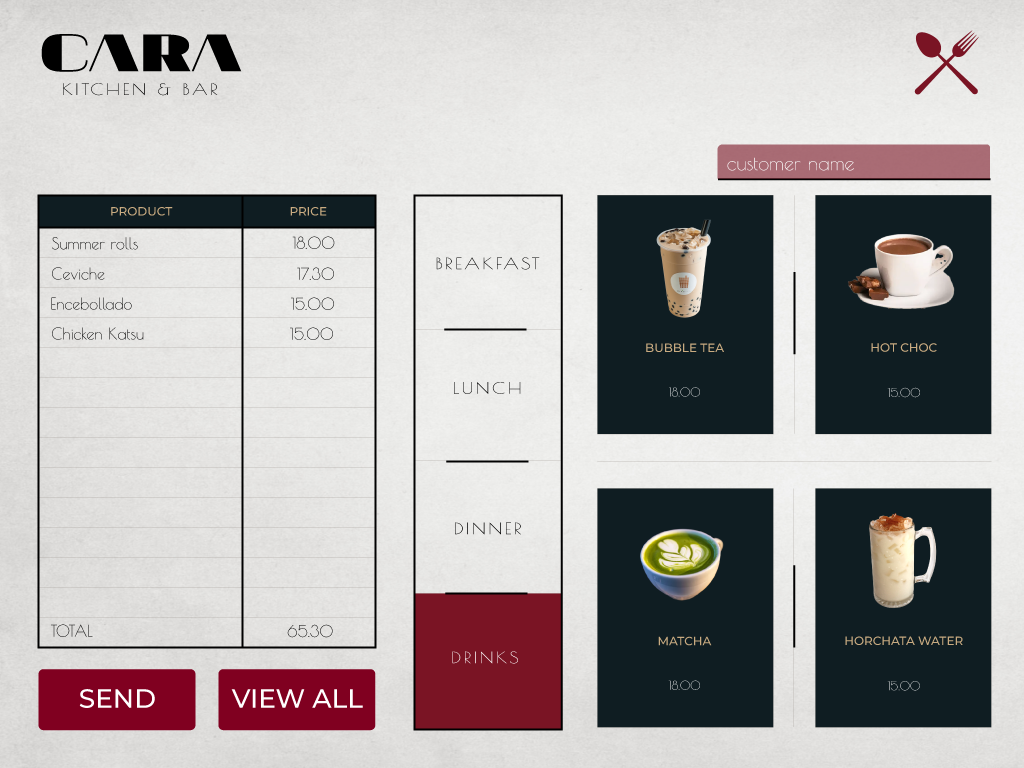 CARA
KITCHEN & BAR
customer name
PRODUCT PRICE
Summer rolls 18.00
Ceviche 17.30
Encebollado 15.00
Chicken Katsu 15.00
TOTAL 65.30
SEND
VIEW ALL
BREAKFAST
LUNCH
DINNER
DRINKS
BUBBLE TEA
18.00
HOT CHOC
15.00
MATCHA
18.00
HORCHATA WATER
15.00